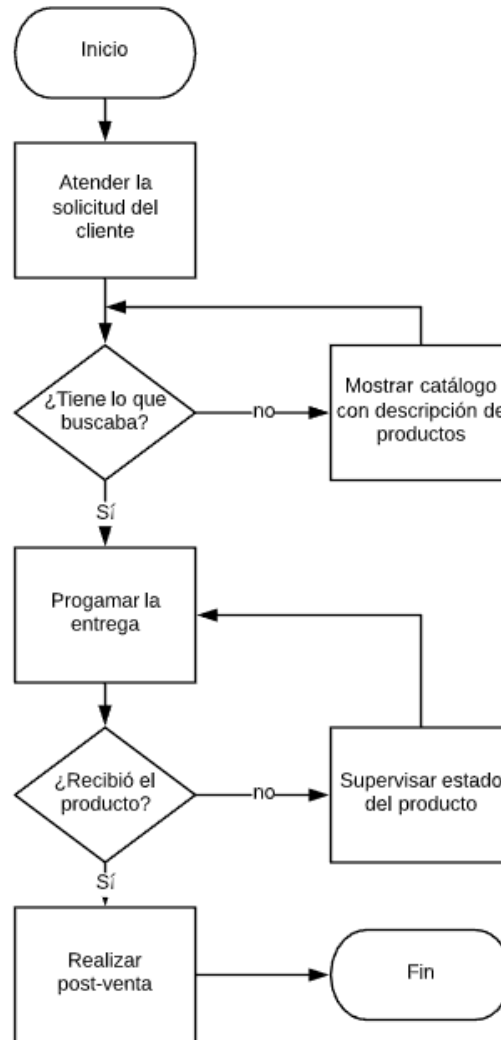 Inicio
Atender la
solicitud del
cliente
¿Tiene lo que
buscaba?
no
Mostrar catálogo
con descripción de
productos
Sí
Progamar la
entrega
¿Recibió el
producto?
no
Supervisar estado
del producto
Sí
Realizar
post-venta
Fin